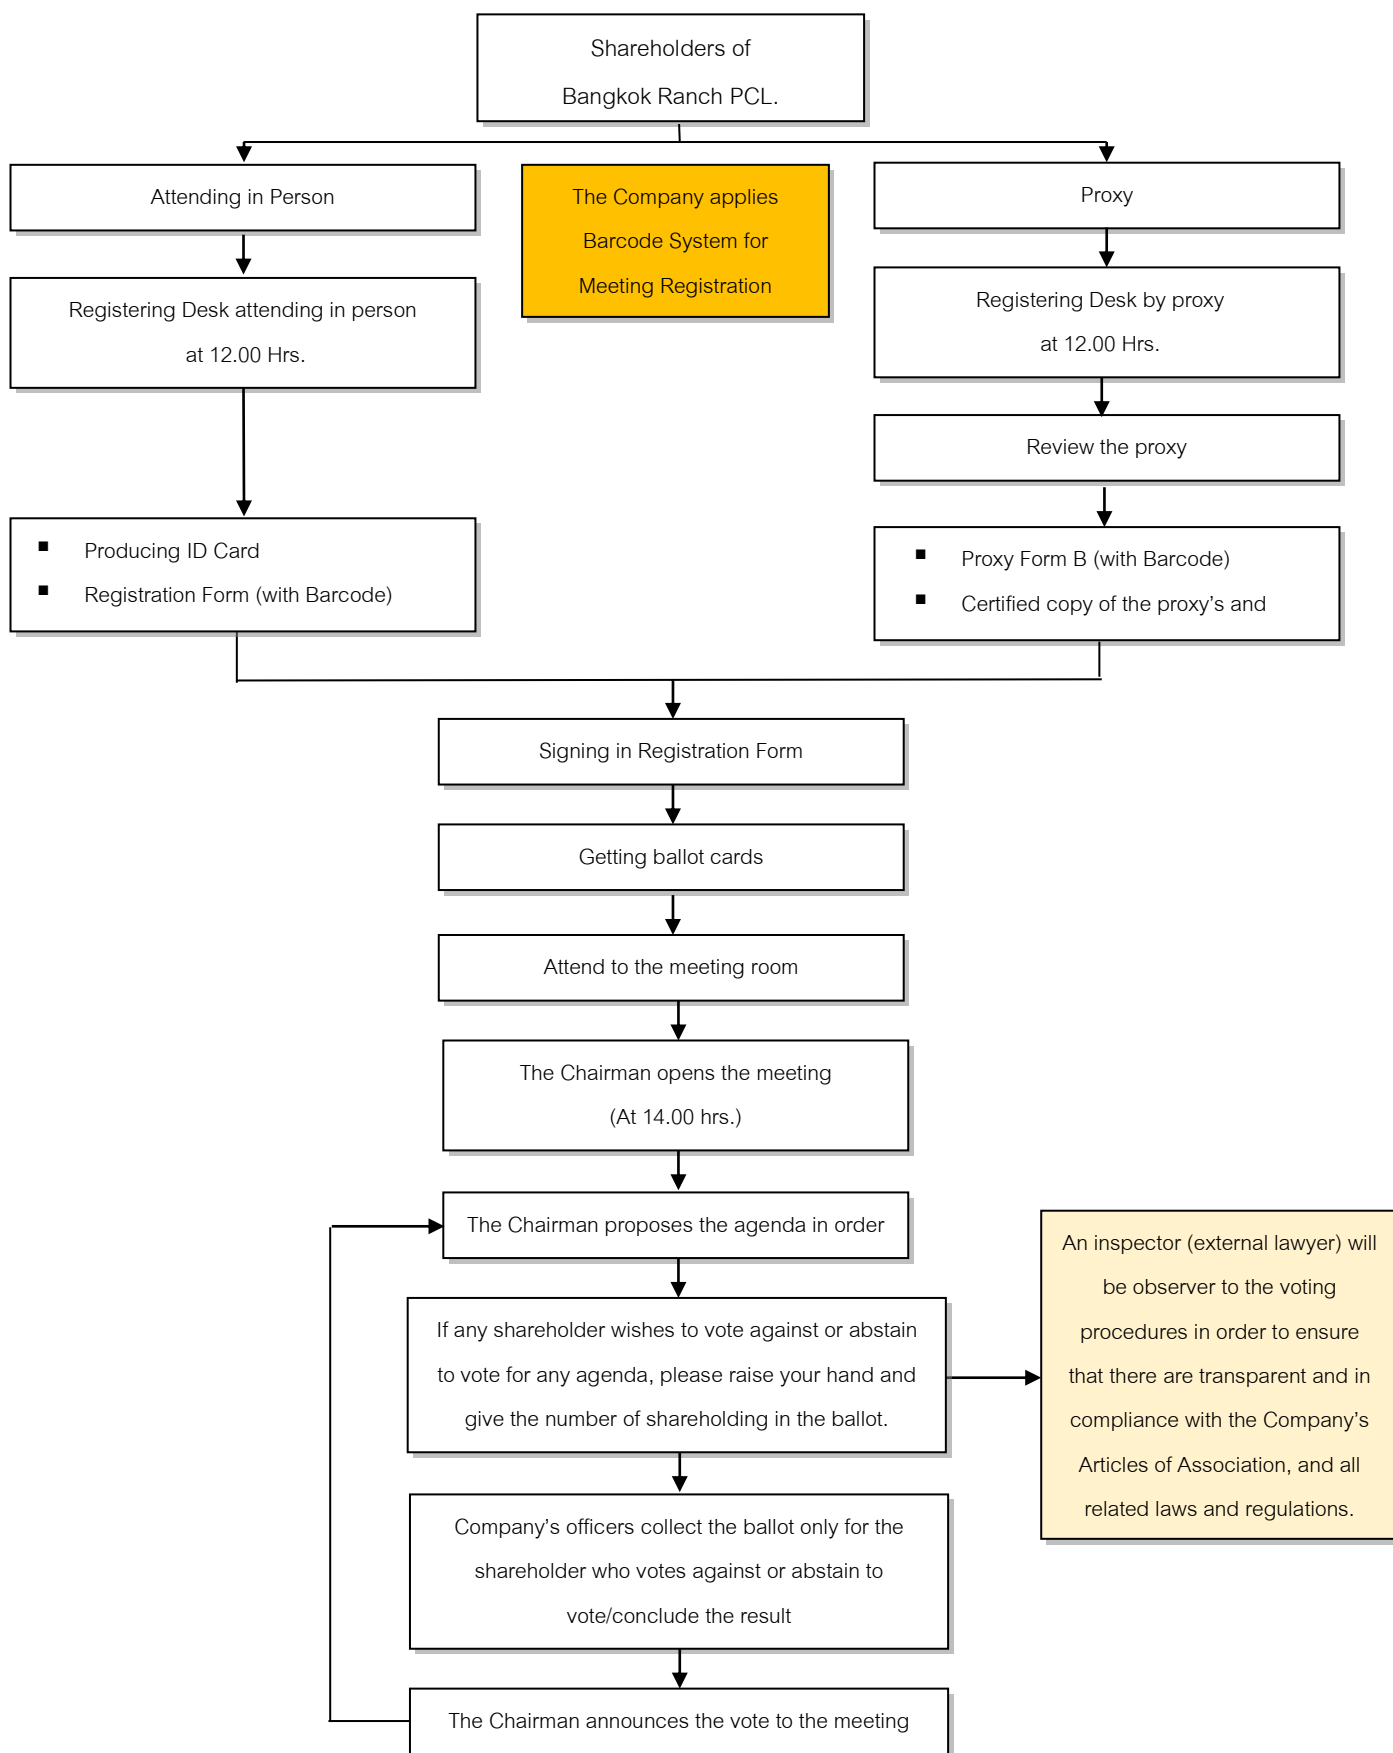 Shareholders of
Bangkok Ranch PCL.
Attending in Person
The Company applies
Barcode System for
Meeting Registration
Proxy
Registering Desk attending in person
at 12.00 Hrs.
Registering Desk by proxy
at 12.00 Hrs.
Review the proxy
▪ Producing ID Card
▪ Registration Form (with Barcode)
▪ Proxy Form B (with Barcode)
▪ Certified copy of the proxy's and
Signing in Registration Form
Getting ballot cards
Attend to the meeting room
The Chairman opens the meeting
(At 14.00 hrs.)
The Chairman proposes the agenda in order
If any shareholder wishes to vote against or abstain
to vote for any agenda, please raise your hand and
give the number of shareholding in the ballot.
An inspector (external lawyer) will
be observer to the voting
procedures in order to ensure
that there are transparent and in
compliance with the Company's
Articles of Association, and all
related laws and regulations.
Company's officers collect the ballot only for the
shareholder who votes against or abstain to
vote/conclude the result
The Chairman announces the vote to the meeting